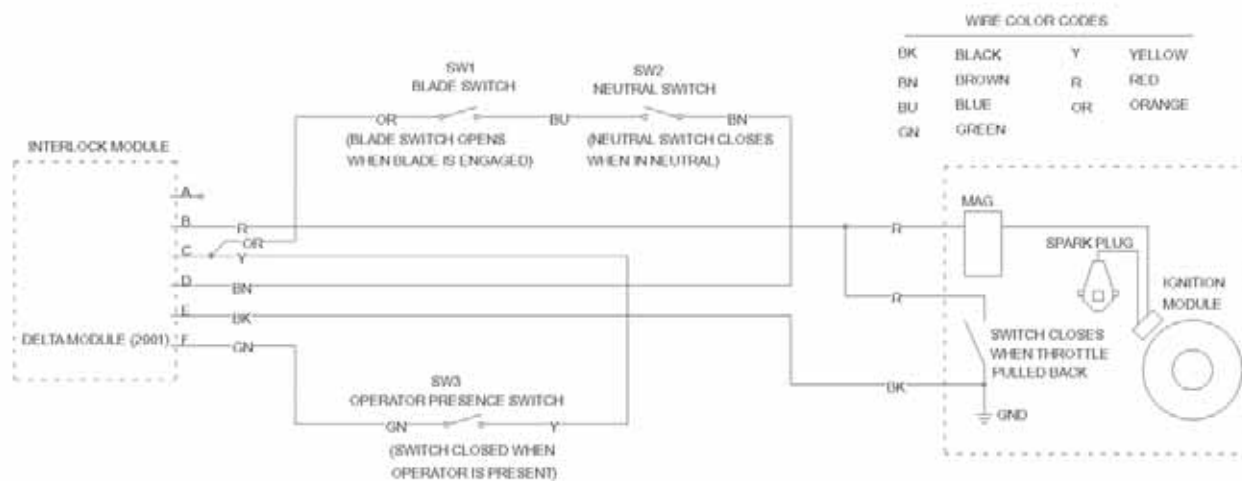 WIRE COLOR CODES
BK BLACK Y YELLOW
BN BROWN R RED
BU BLUE OR ORANGE
GN GREEN
SW1
BLADE SWITCH
SW2
NEUTRAL SWITCH
OR
BU
BN
(BLADE SWITCH OPENS
WHEN BLADE IS ENGAGED)
(NEUTRAL SWITCH CLOSES
WHEN IN NEUTRAL)
INTERLOCK MODULE
A
B
R
OR
C
Y
D
BN
E
BK
DELTA MODULE (2001)
F
GN
SW3
OPERATOR PRESENCE SWITCH
GN
Y
(SWITCH CLOSED WHEN
OPERATOR IS PRESENT)
MAG
R
SPARK PLUG
IGNITION
MODULE
R
SWITCH CLOSES
WHEN THROTTLE
PULLED BACK
BK
GND